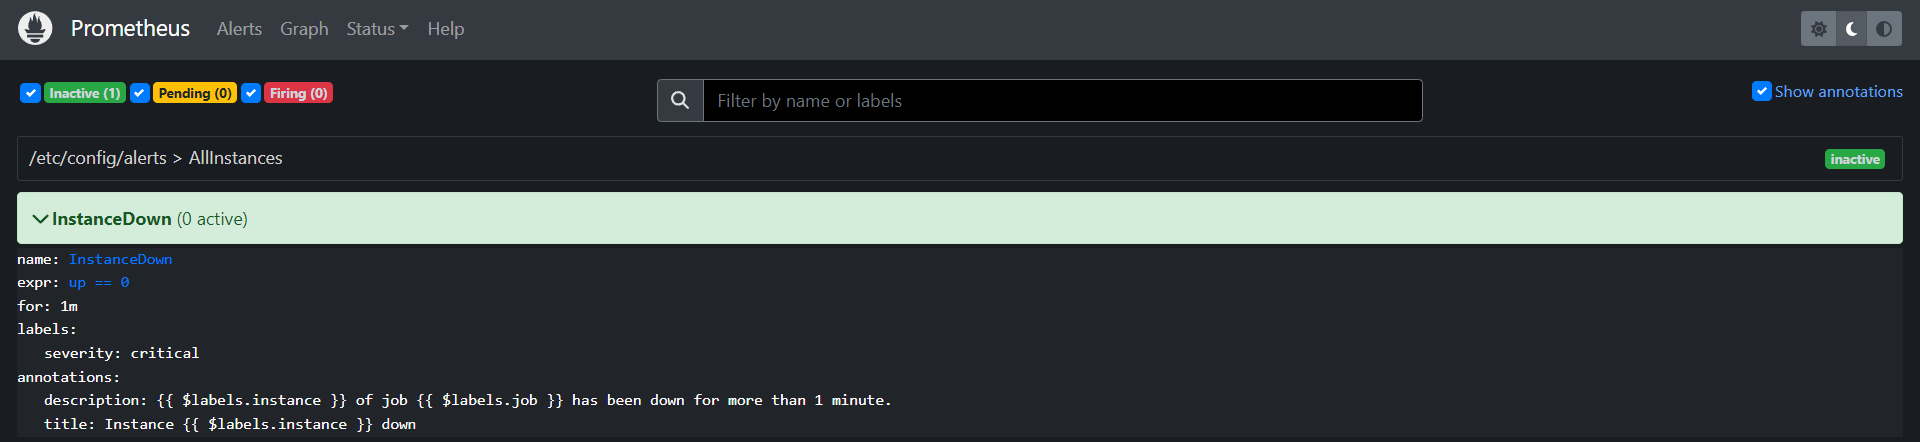 Prometheus Alerts Graph Status Help
Inactive (1) Pending (0) Firing (0) Filter by name or labels Show annotations
/etc/config/alerts > AllInstances inactive
InstanceDown (0 active)
name: InstanceDown
expr: up == 0
for: 1m
labels:
severity: critical
annotations:
description: {{ $labels.instance }} of job {{ $labels.job }} has been down for more than 1 minute.
title: Instance {{ $labels.instance }} down